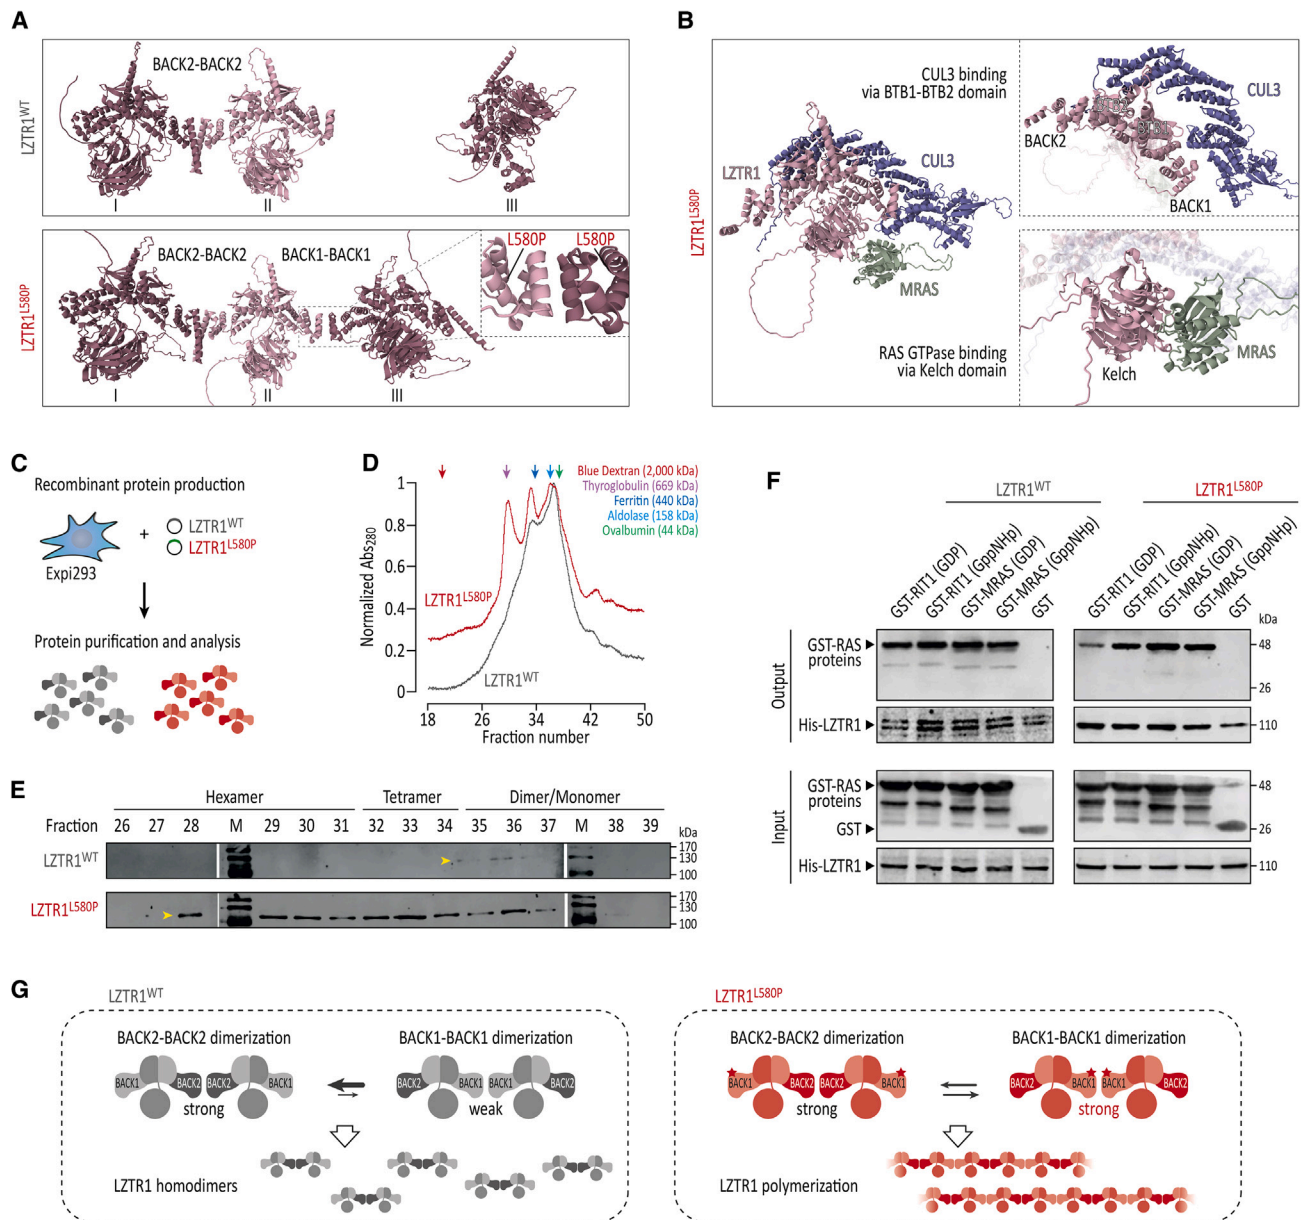 A
LZTR1WT
BACK2-BACK2
I
II
III
LZTR1L580P
BACK2-BACK2
BACK1-BACK1
L580P
L580P
I
II
III
B
LZTR1L580P
CUL3 binding
via BTB1-BTB2 domain
LZTR1
CUL3
MRAS
RAS GTPase binding
via Kelch domain
BTB2
BTB1
CUL3
BACK2
BACK1
Kelch
MRAS
C
Recombinant protein production
Expi293
+
LZTR1WT
LZTR1L580P
Protein purification and analysis
D
Blue Dextran (2,000 kDa)
Thyroglobulin (669 kDa)
Ferritin (440 kDa)
Aldolase (158 kDa)
Ovalbumin (44 kDa)
Normalized Abs280
1
0.8
0.6
0.4
0.2
0
LZTR1L580P
LZTR1WT
18 26 34 42 50
Fraction number
E
Hexamer Tetramer Dimer/Monomer
Fraction 26 27 28 M 29 30 31 32 33 34 35 36 37 M 38 39
kDa
LZTR1WT
170
130
100
LZTR1L580P
170
130
100
F
LZTR1WT
LZTR1L580P
GST-RIT1 (GDP)
GST-RIT1 (GppNHp)
GST-MRAS (GDP)
GST-MRAS (GppNHp)
GST
GST-RIT1 (GDP)
GST-RIT1 (GppNHp)
GST-MRAS (GDP)
GST-MRAS (GppNHp)
GST
kDa
Output
GST-RAS
proteins
48
26
His-LZTR1
110
Input
GST-RAS
proteins
48
GST
26
His-LZTR1
110
G
LZTR1WT
BACK2-BACK2 dimerization
BACK1-BACK1 dimerization
BACK1 BACK2 BACK2 BACK1
BACK2 BACK1 BACK1 BACK2
strong
weak
LZTR1 homodimers
LZTR1L580P
BACK2-BACK2 dimerization
BACK1-BACK1 dimerization
BACK1 BACK2 BACK2 BACK1
BACK2 BACK1 BACK1 BACK2
strong
strong
LZTR1 polymerization